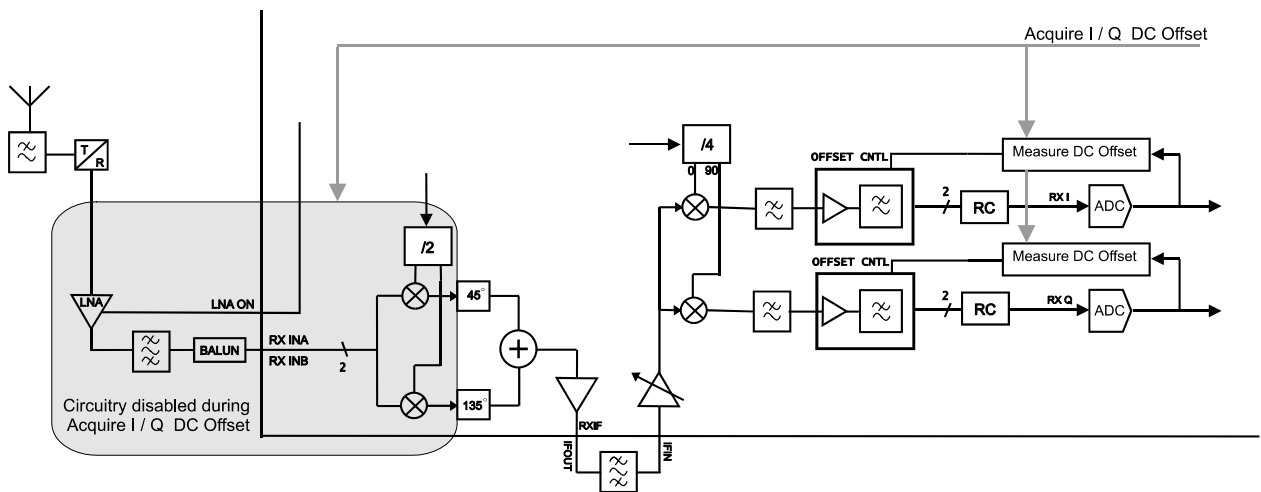 Acquire I / Q DC Offset
T
R
/4
0 90
OFFSET CNTL
Measure DC Offset
2
RC
RX I
ADC
/2
OFFSET CNTL
Measure DC Offset
2
RC
RX Q
ADC
LNA
LNA ON
45°
BALUN
RX INA
RX INB
2
+
135°
Circuitry disabled during
Acquire I / Q DC Offset
RXIF
IFOUT
IFIN